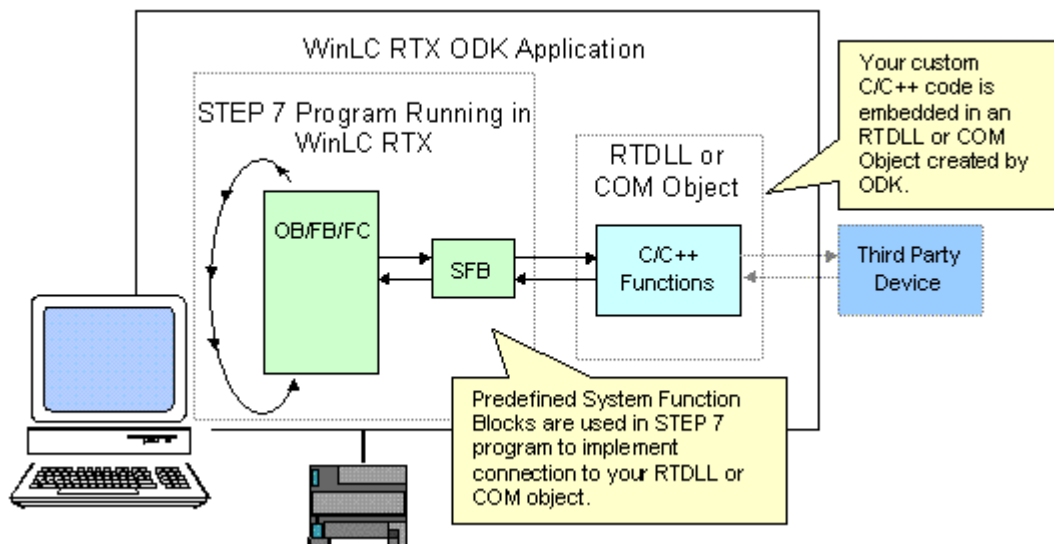 WinLC RTX ODK Application
STEP 7 Program Running in
WinLC RTX
OB/FB/FC
SFB
RTDLL or
COM Object
C/C++
Functions
Third Party
Device
Your custom
C/C++ code is
embedded in an
RTDLL or COM
Object created by
ODK.
Predefined System Function
Blocks are used in STEP 7
program to implement
connection to your RTDLL or
COM object.